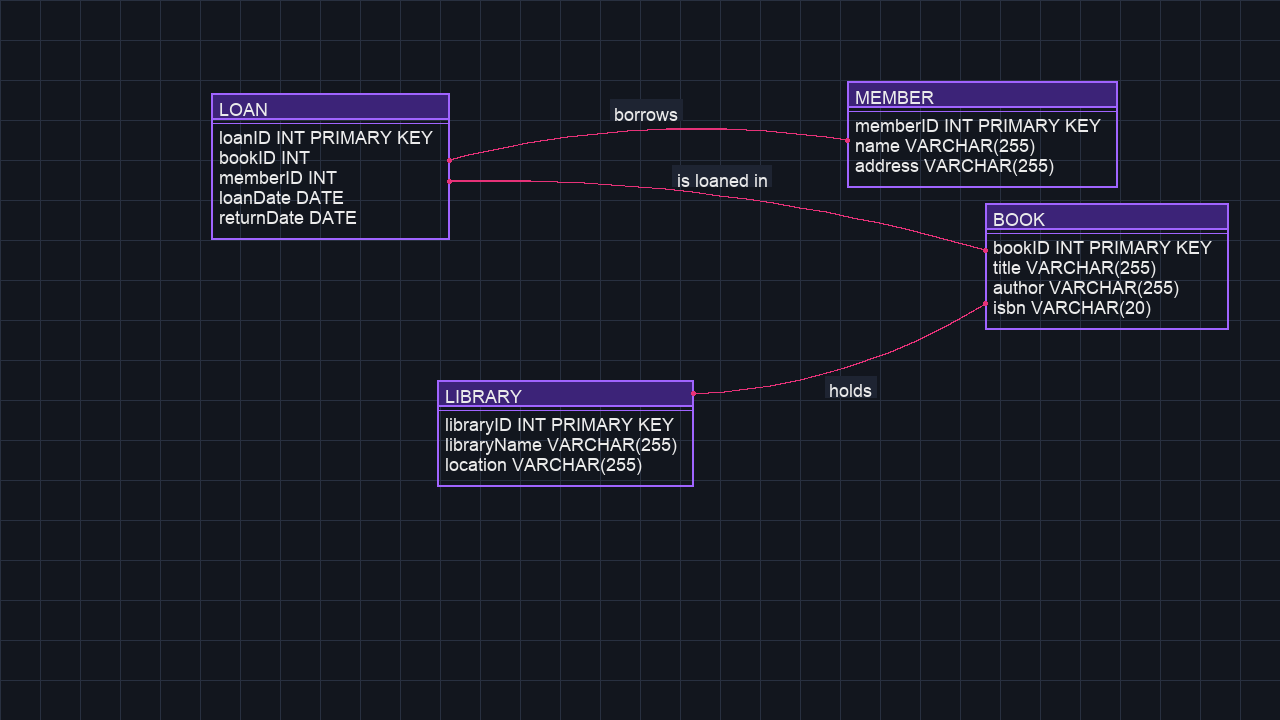 LOAN
loanID INT PRIMARY KEY
bookID INT
memberID INT
loanDate DATE
returnDate DATE
borrows
MEMBER
memberID INT PRIMARY KEY
name VARCHAR(255)
address VARCHAR(255)
is loaned in
BOOK
bookID INT PRIMARY KEY
title VARCHAR(255)
author VARCHAR(255)
isbn VARCHAR(20)
LIBRARY
libraryID INT PRIMARY KEY
libraryName VARCHAR(255)
location VARCHAR(255)
holds